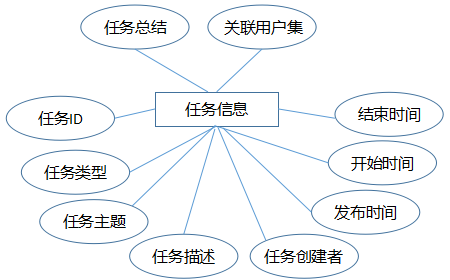 任务总结
关联用户集
任务信息
任务ID
结束时间
任务类型
开始时间
任务主题
发布时间
任务描述
任务创建者